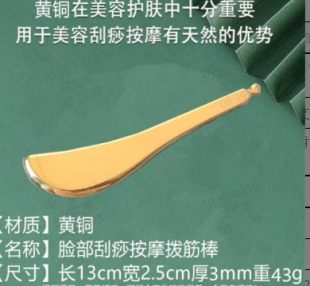 黄铜在美容护肤中十分重要
用于美容刮痧按摩有天然的优势
【材质】黄铜
【名称】脸部刮痧按摩拨筋棒
【尺寸】长13cm宽2.5cm厚3mm重43g